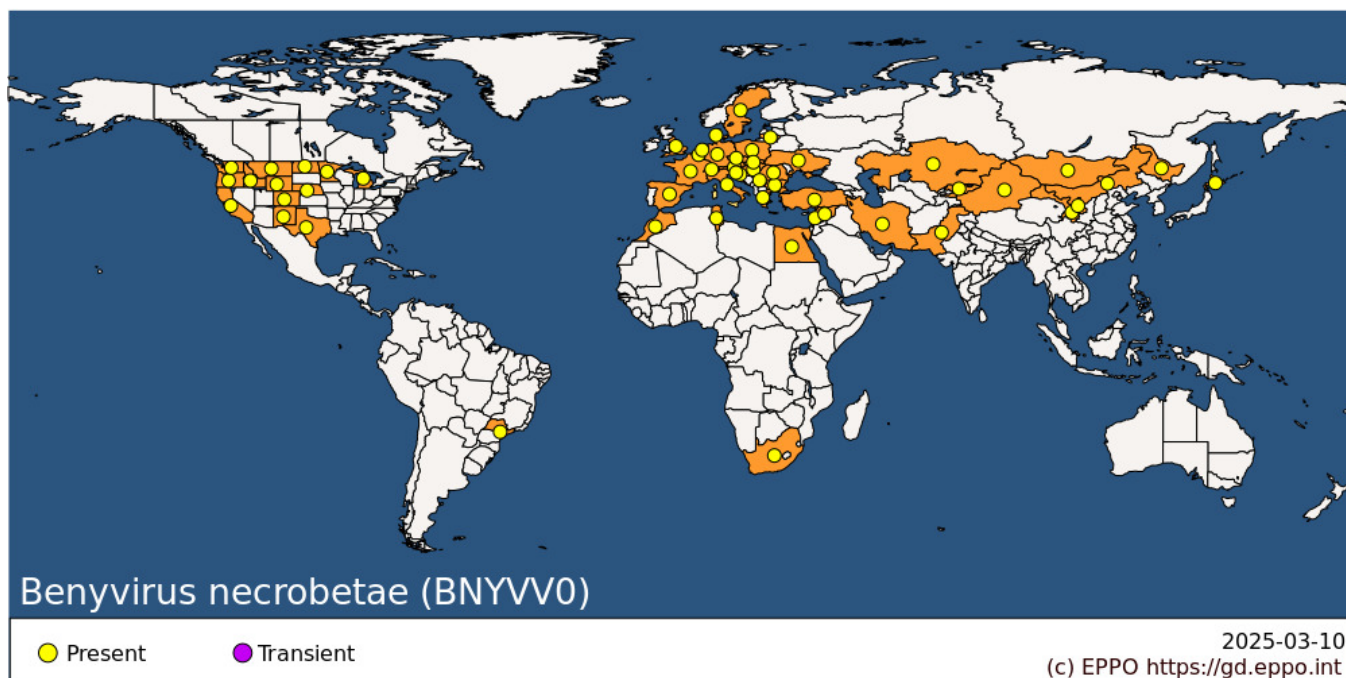 Benyvirus necrobetae (BNYVV0)
Present
Transient
2025-03-10
(c) EPPO https://gd.eppo.int